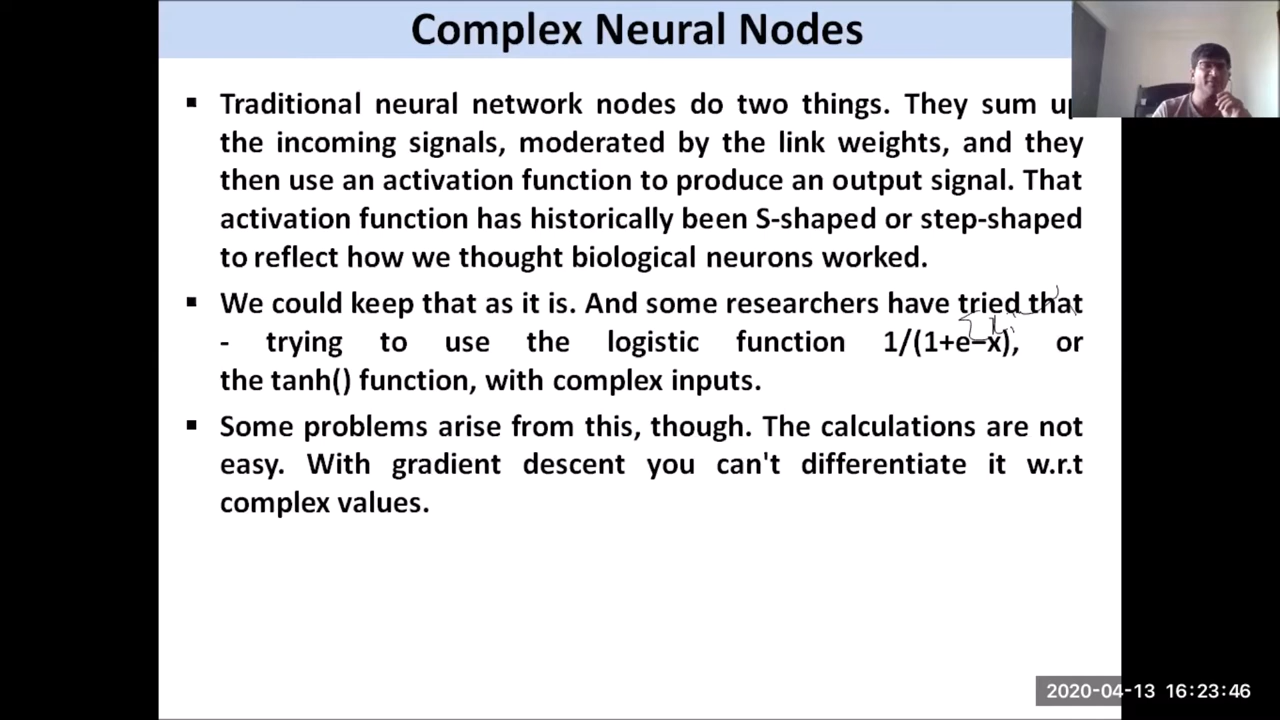 Complex Neural Nodes
▪ Traditional neural network nodes do two things. They sum up
the incoming signals, moderated by the link weights, and they
then use an activation function to produce an output signal. That
activation function has historically been S-shaped or step-shaped
to reflect how we thought biological neurons worked.
▪ We could keep that as it is. And some researchers have tried that
- trying to use the logistic function 1/(1+e−x), or
the tanh() function, with complex inputs.
▪ Some problems arise from this, though. The calculations are not
easy. With gradient descent you can't differentiate it w.r.t
complex values.
2020-04-13 16:23:46